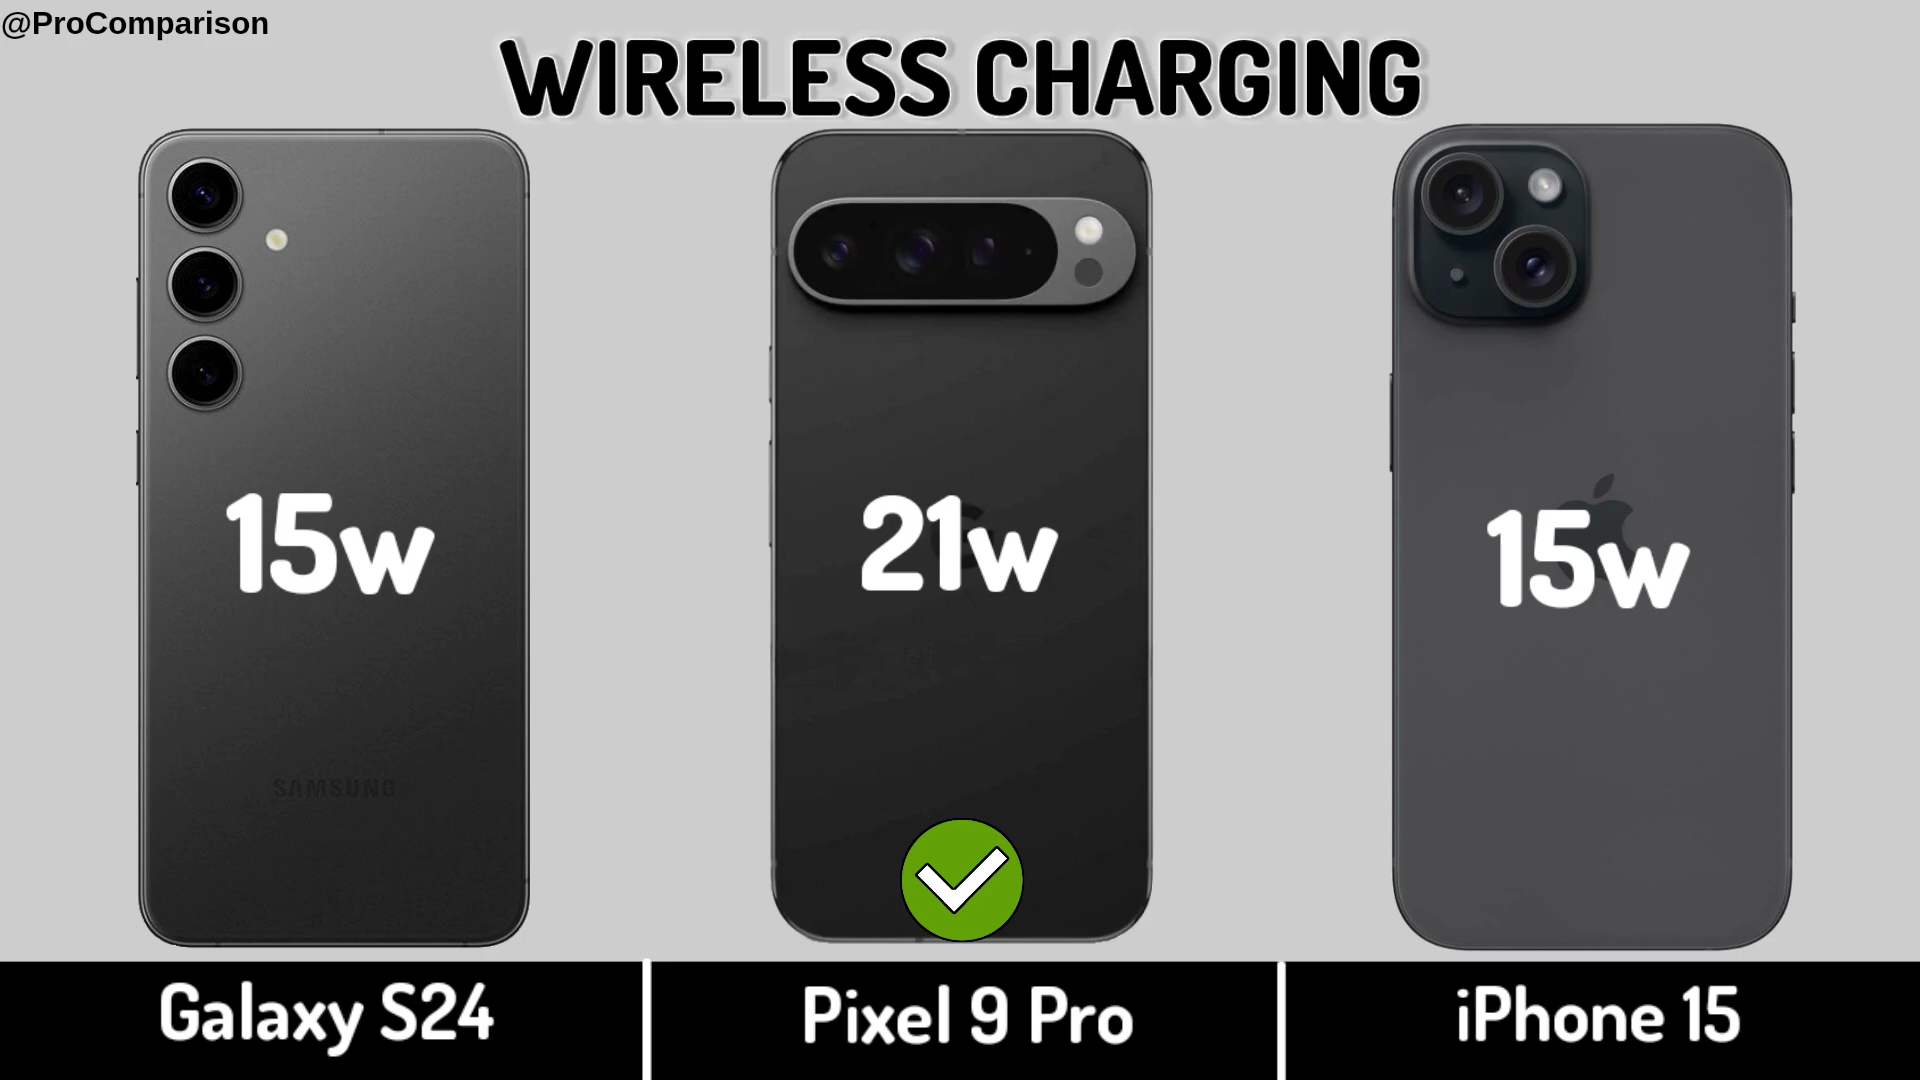 @ProComparison
WIRELESS CHARGING
15w
21w
15w
SAMSUNG
Galaxy S24
Pixel 9 Pro
iPhone 15